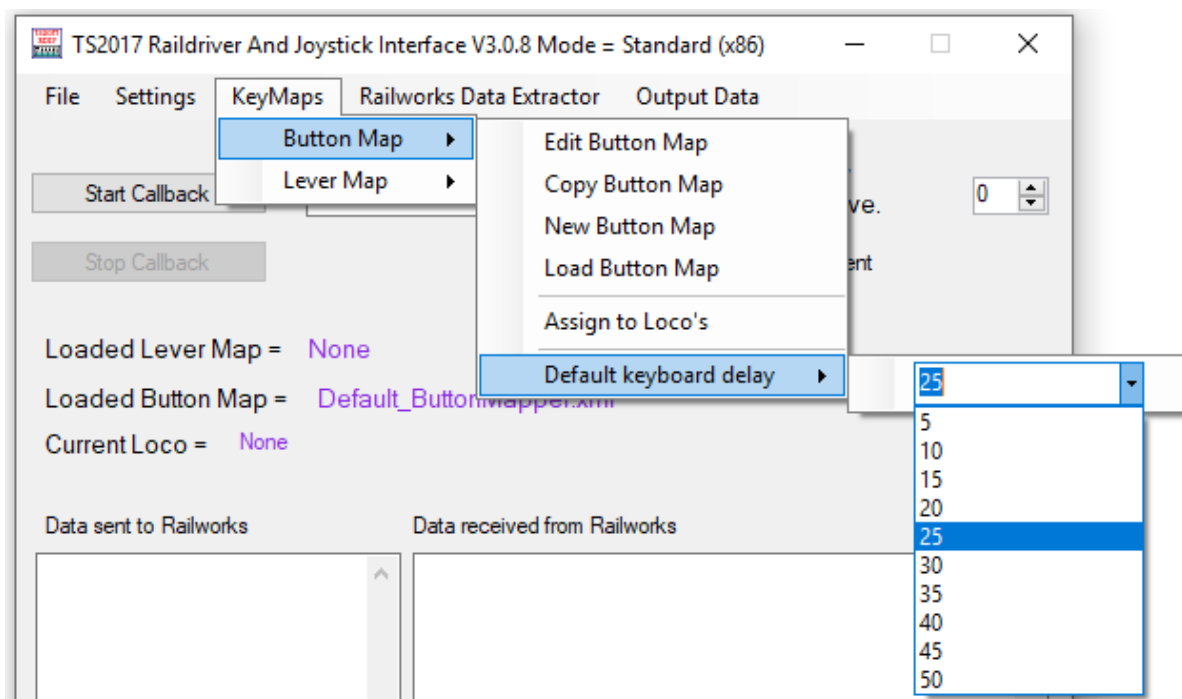 TS2017 Raildriver And Joystick Interface V3.0.8 Mode = Standard (x86)
File Settings KeyMaps Railworks Data Extractor Output Data
Button Map
Lever Map
Edit Button Map
Copy Button Map
New Button Map
Load Button Map
Assign to Loco's
Default keyboard delay
Start Callback
ve.
0
Stop Callback
ent
Loaded Lever Map = None
Loaded Button Map = Default_ButtonMapper.xml
Current Loco = None
25
5
10
15
20
25
30
35
40
45
50
Data sent to Railworks
Data received from Railworks